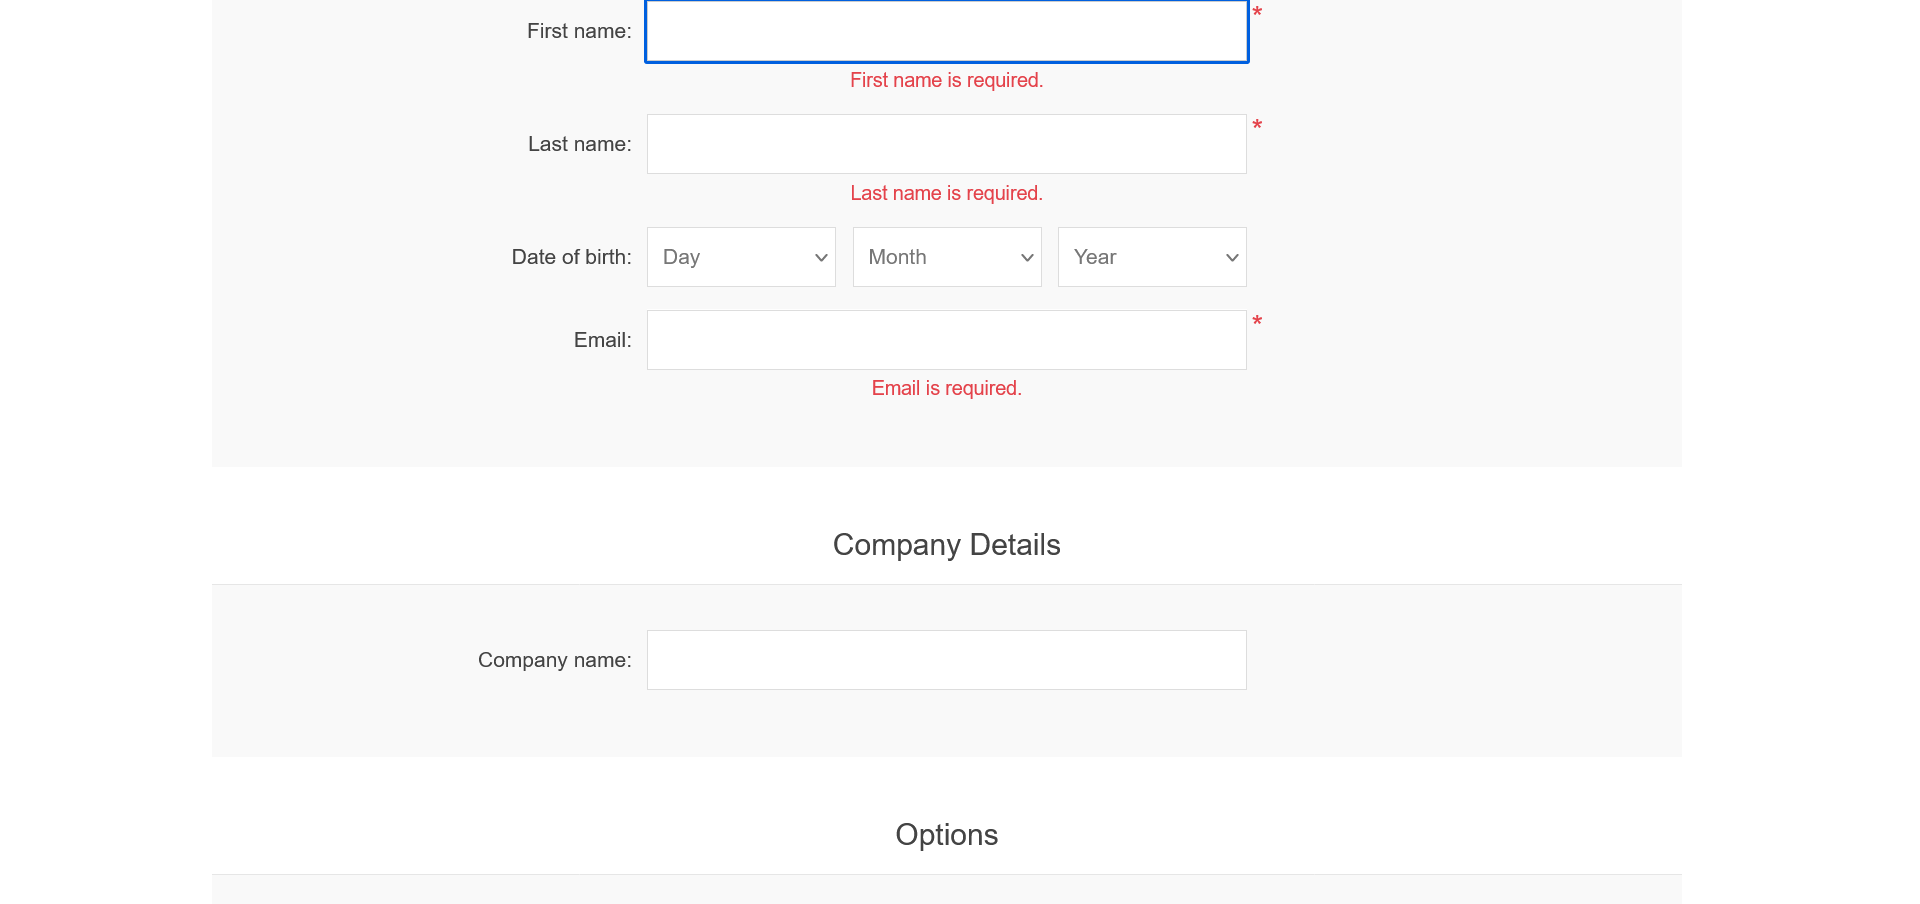 First name: *
First name is required.
Last name: *
Last name is required.
Date of birth: Day Month Year
Email: *
Email is required.
Company Details
Company name:
Options